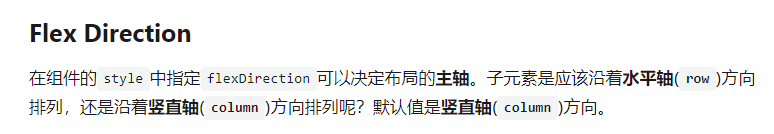 Flex Direction
在组件的 style 中指定 flexDirection 可以决定布局的主轴。子元素是应该沿着水平轴( row )方向
排列，还是沿着竖直轴( column )方向排列呢？默认值是竖直轴( column )方向。